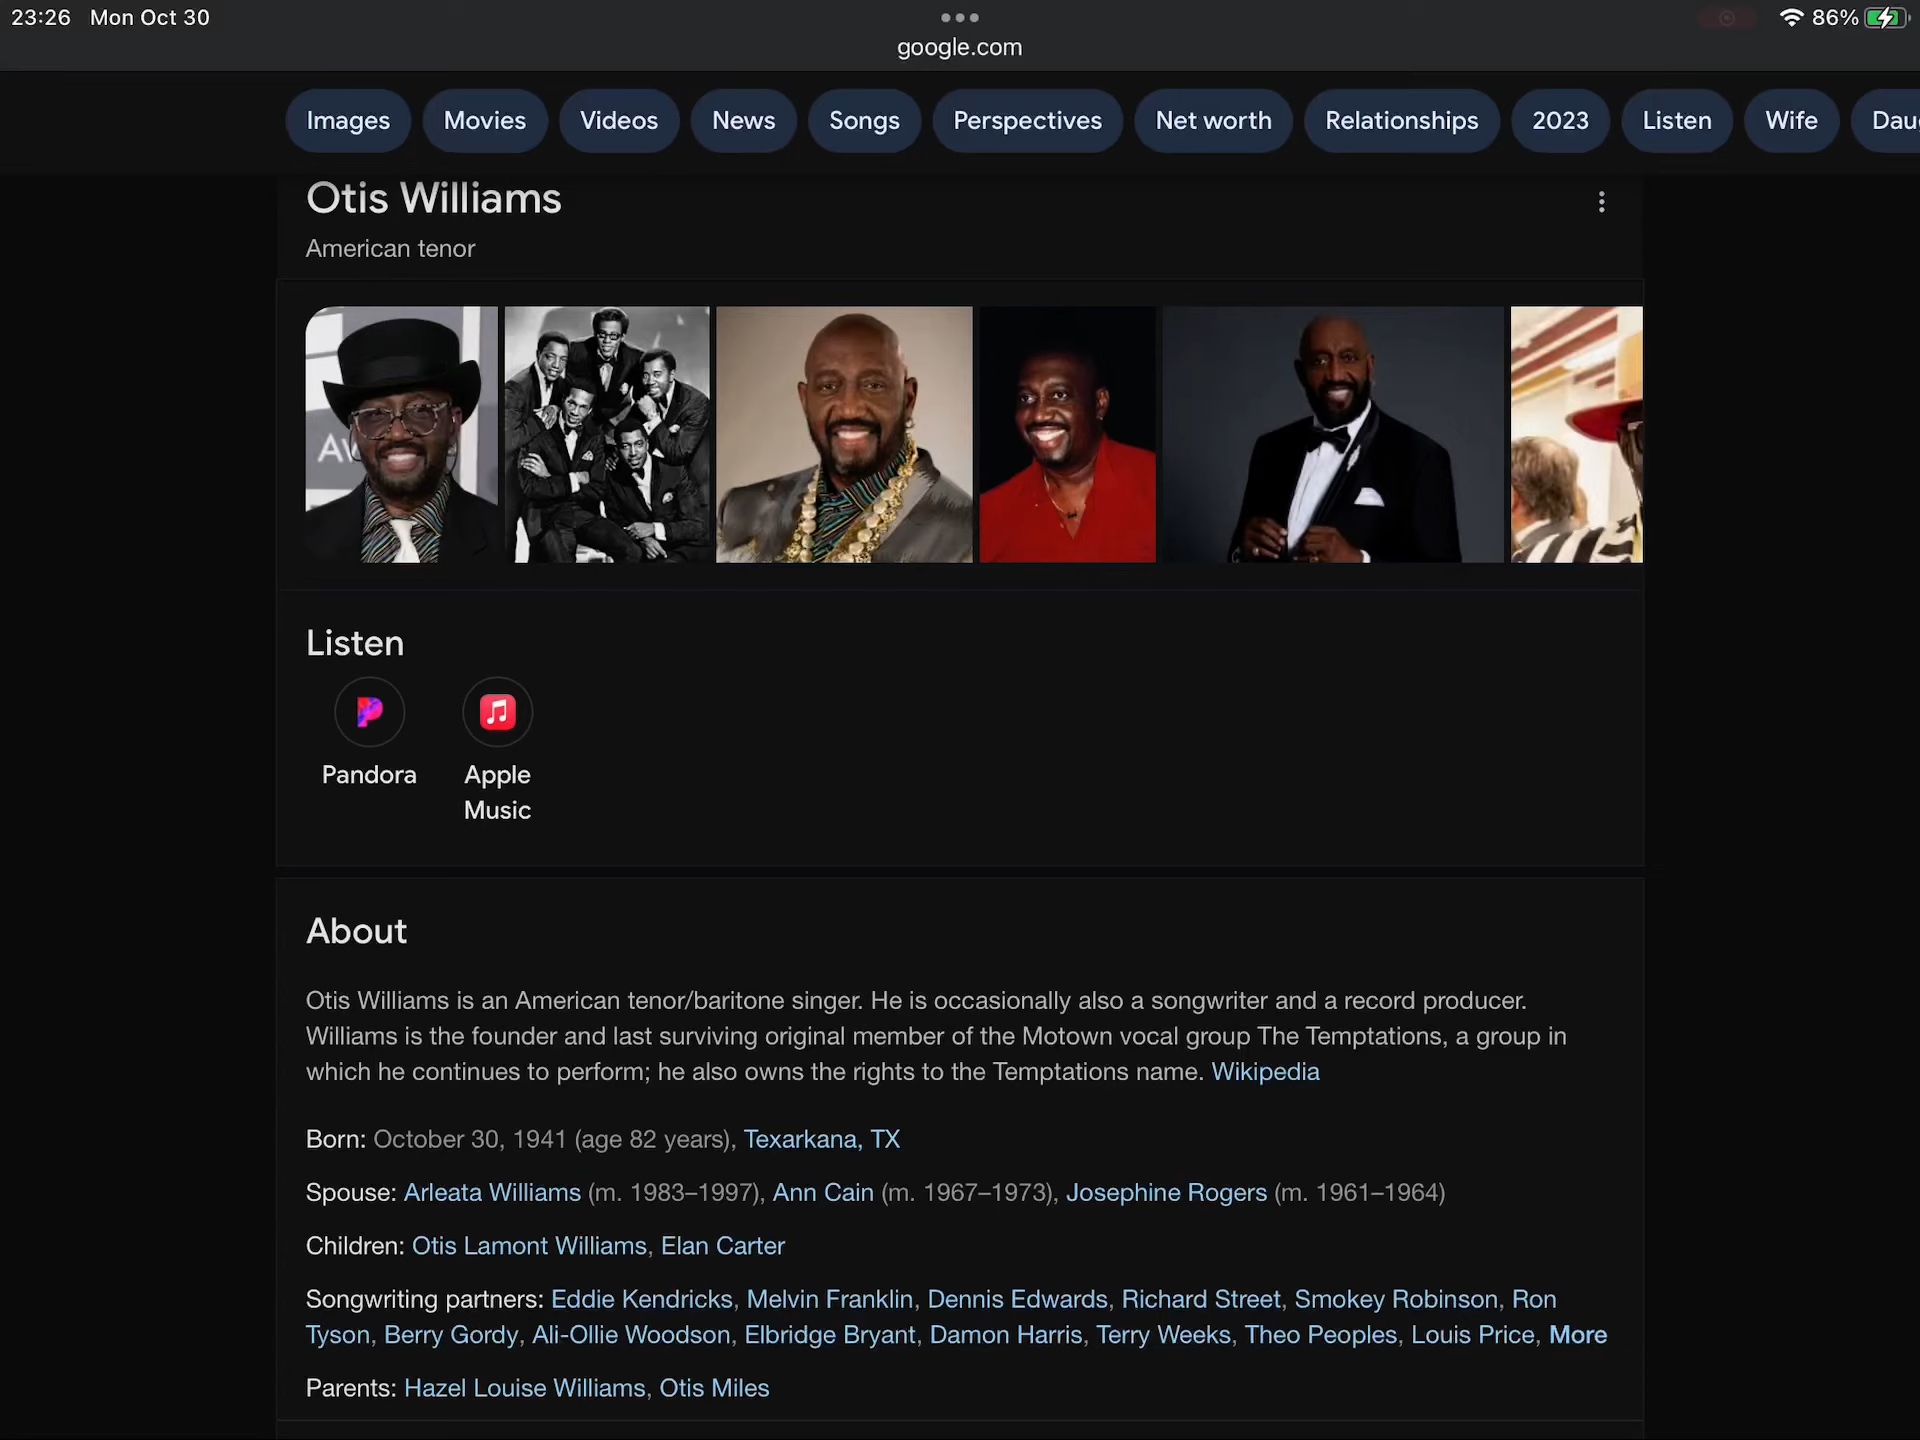 23:26 Mon Oct 30
86%
google.com
Images Movies Videos News Songs Perspectives Net worth Relationships 2023 Listen Wife Dau
Otis Williams
American tenor
Listen
Pandora
Apple Music
About
Otis Williams is an American tenor/baritone singer. He is occasionally also a songwriter and a record producer.
Williams is the founder and last surviving original member of the Motown vocal group The Temptations, a group in
which he continues to perform; he also owns the rights to the Temptations name. Wikipedia
Born: October 30, 1941 (age 82 years), Texarkana, TX
Spouse: Arleata Williams (m. 1983–1997), Ann Cain (m. 1967–1973), Josephine Rogers (m. 1961–1964)
Children: Otis Lamont Williams, Elan Carter
Songwriting partners: Eddie Kendricks, Melvin Franklin, Dennis Edwards, Richard Street, Smokey Robinson, Ron
Tyson, Berry Gordy, Ali-Ollie Woodson, Elbridge Bryant, Damon Harris, Terry Weeks, Theo Peoples, Louis Price, More
Parents: Hazel Louise Williams, Otis Miles